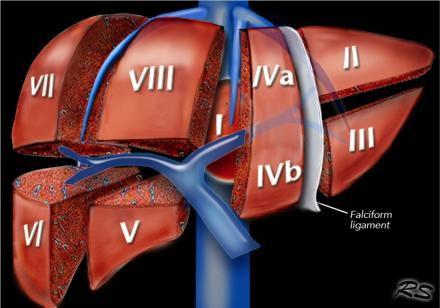 II
VII
VIII
IVa
I
III
IVb
VI
V
Falciform
ligament
RS